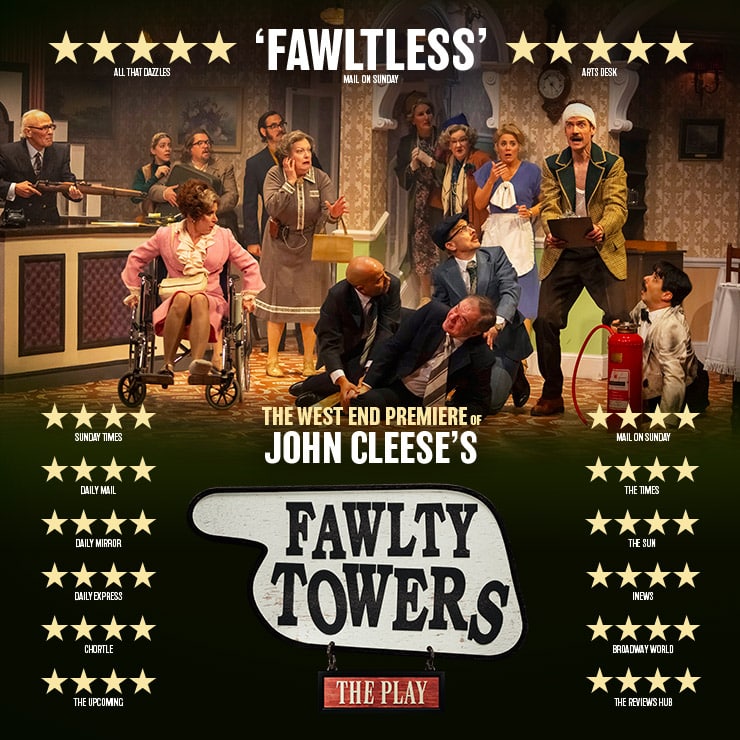 'FAWLTLESS'
MAIL ON SUNDAY
ALL THAT DAZZLES
ARTS DESK
THE WEST END PREMIERE OF
JOHN CLEESE'S
FAWLTY
TOWERS
THE PLAY
SUNDAY TIMES
DAILY MAIL
DAILY MIRROR
DAILY EXPRESS
CHORTLE
THE UPCOMING
MAIL ON SUNDAY
THE TIMES
THE SUN
INEWS
BROADWAY WORLD
THE REVIEWS HUB